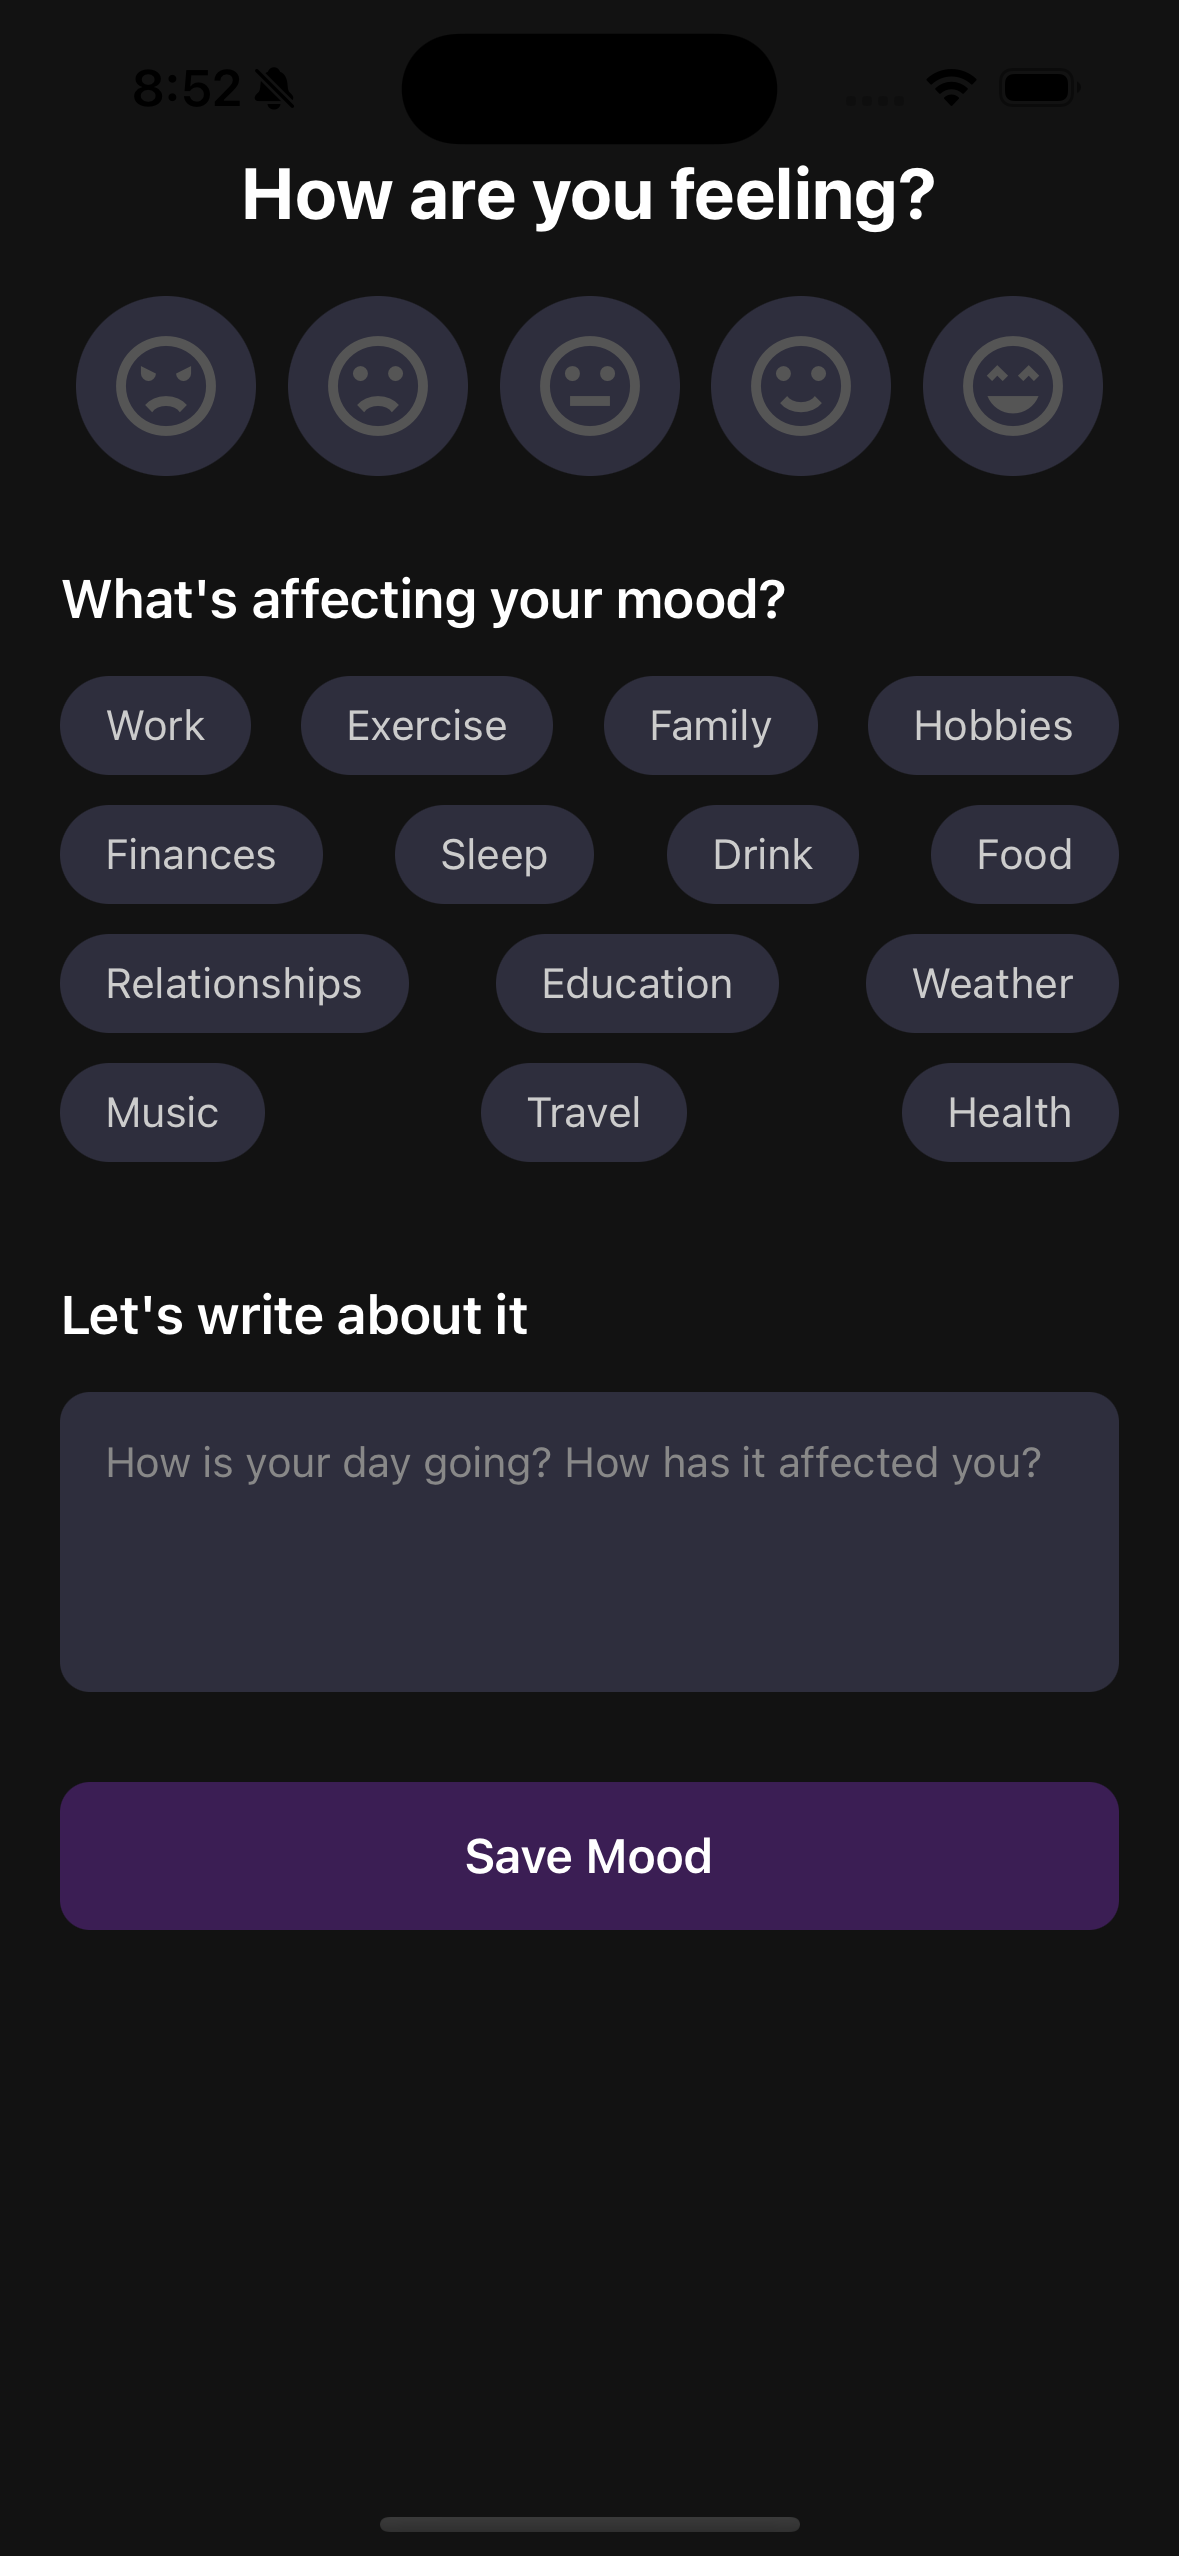 8:52
How are you feeling?
What's affecting your mood?
Work Exercise Family Hobbies
Finances Sleep Drink Food
Relationships Education Weather
Music Travel Health
Let's write about it
How is your day going? How has it affected you?
Save Mood